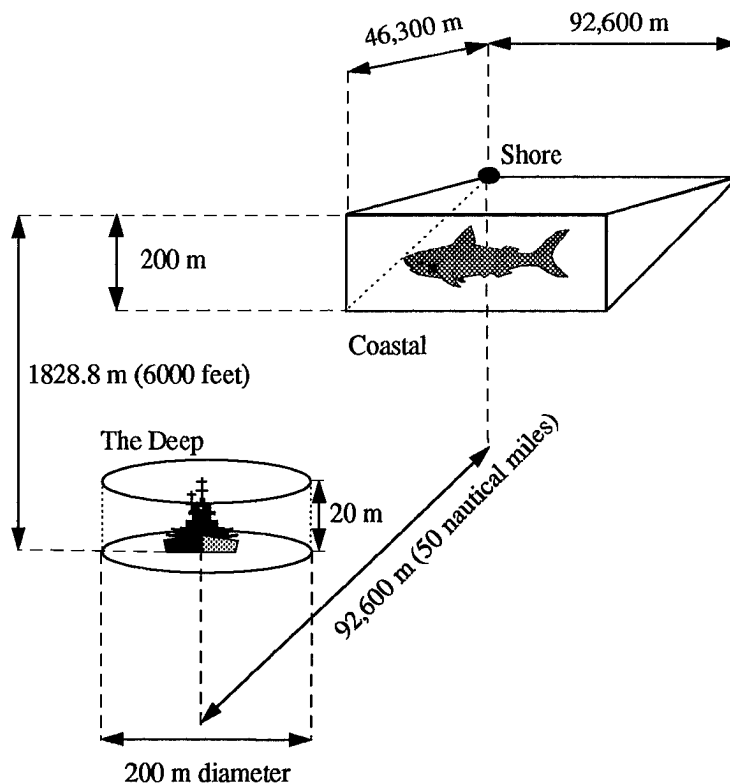 46,300 m
92,600 m
Shore
200 m
Coastal
1828.8 m (6000 feet)
The Deep
20 m
92,600 m (50 nautical miles)
200 m diameter